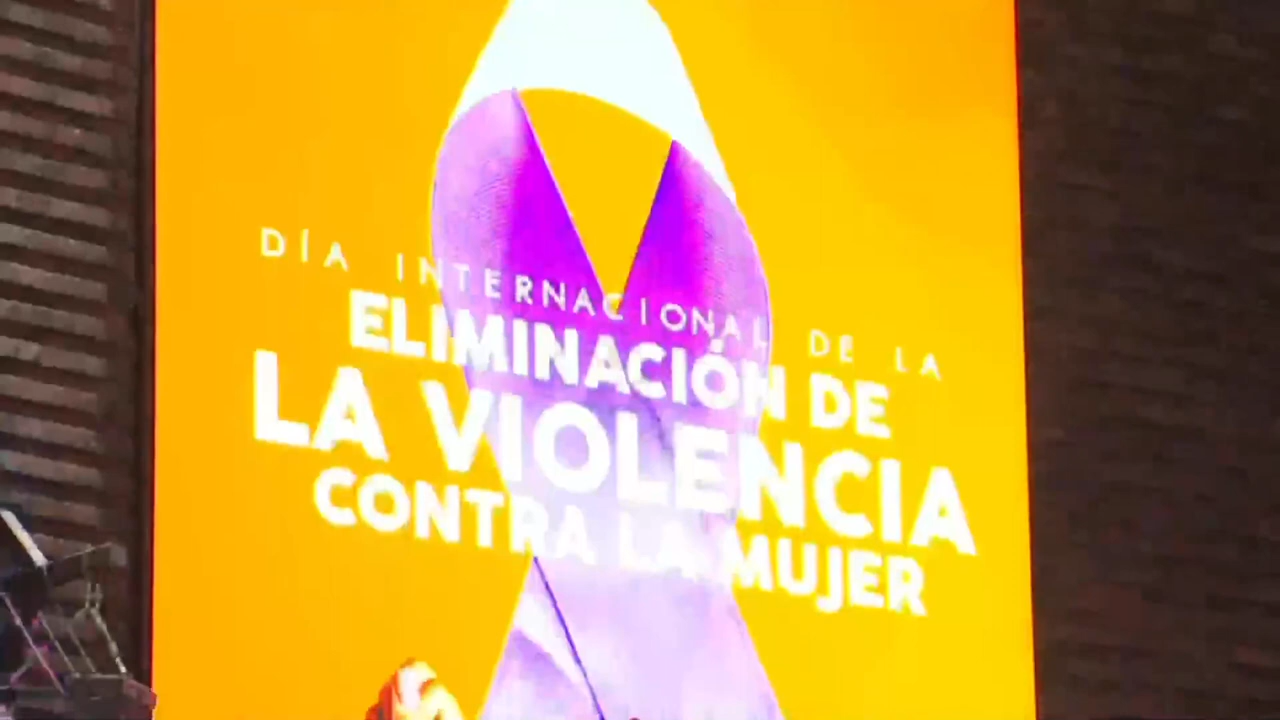 DÍA INTERNACIONAL DE LA
ELIMINACIÓN DE
LA VIOLENCIA
CONTRA LA MUJER